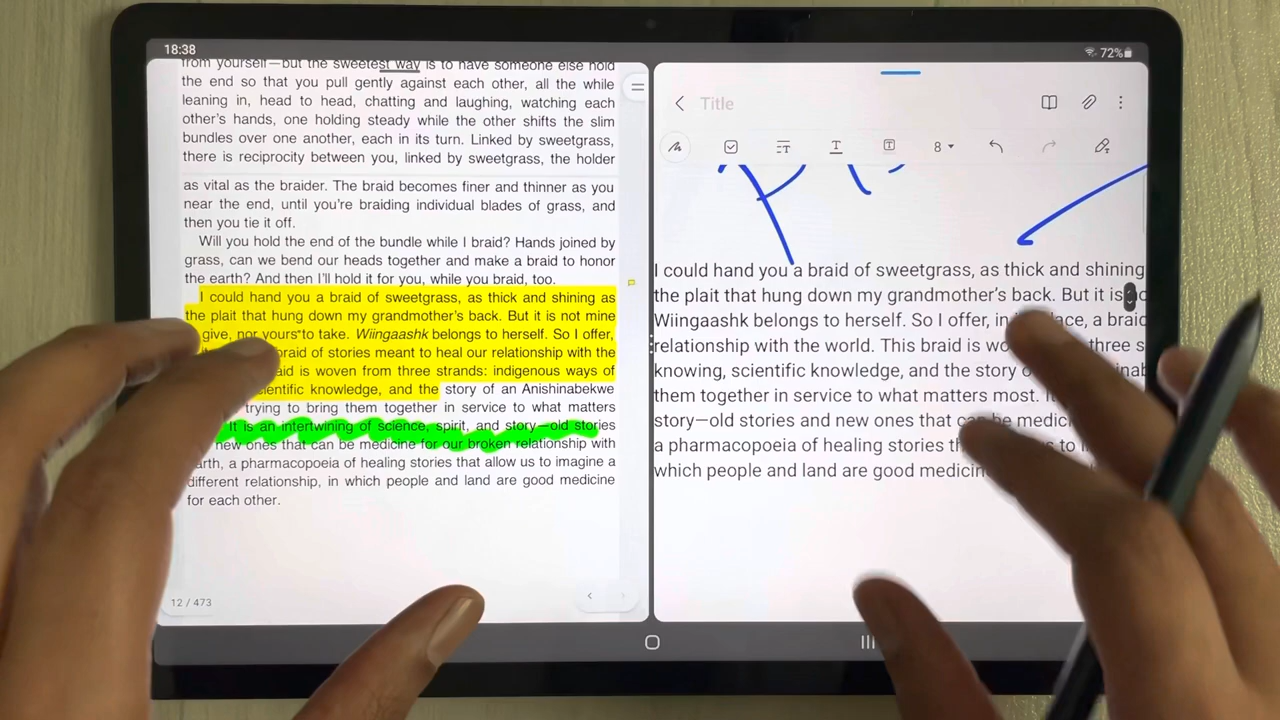 18:38
72%
from yourself—but the sweetest way is to have someone else hold
the end so that you pull gently against each other, all the while
leaning in, head to head, chatting and laughing, watching each
other's hands, one holding steady while the other shifts the slim
bundles over one another, each in its turn. Linked by sweetgrass,
there is reciprocity between you, linked by sweetgrass, the holder
as vital as the braider. The braid becomes finer and thinner as you
near the end, until you're braiding individual blades of grass, and
then you tie it off.
Will you hold the end of the bundle while I braid? Hands joined by
grass, can we bend our heads together and make a braid to honor
the earth? And then I'll hold it for you, while you braid, too.
I could hand you a braid of sweetgrass, as thick and shining as
the plait that hung down my grandmother's back. But it is not mine
give, nor yours to take. Wiingaashk belongs to herself. So I offer,
braid of stories meant to heal our relationship with the
is woven from three strands: indigenous ways of
scientific knowledge, and the story of an Anishinabekwe
trying to bring them together in service to what matters
It is an intertwining of science, spirit, and story—old stories
new ones that can be medicine for our broken relationship with
earth, a pharmacopoeia of healing stories that allow us to imagine a
different relationship, in which people and land are good medicine
for each other.
12 / 473
Title
8
I could hand you a braid of sweetgrass, as thick and shining
the plait that hung down my grandmother's back. But it is
Wiingaashk belongs to herself. So I offer, in place, a braid
relationship with the world. This braid is three
knowing, scientific knowledge, and the story
them together in service to what matters most.
story—old stories and new ones that can be
a pharmacopoeia of healing stories to
which people and land are good medicine